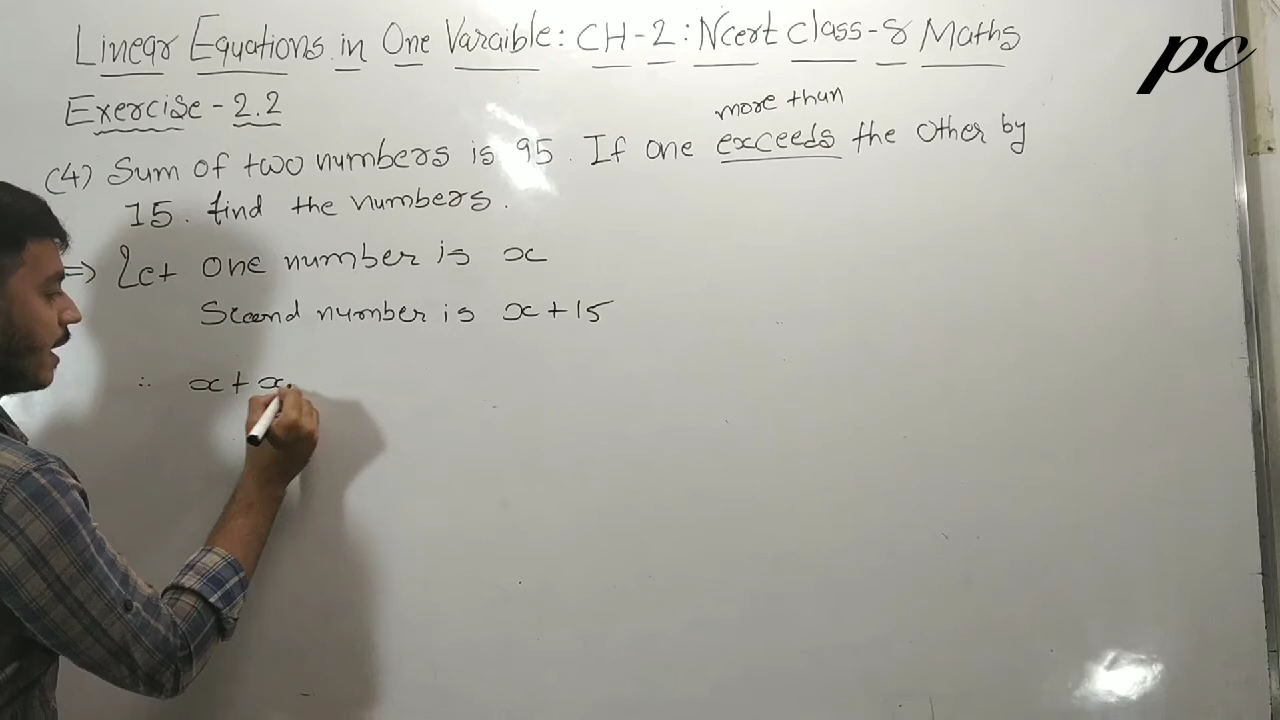 Linear Equations in One Varaible: CH-2: Ncert Class-8 Maths
pc
Exercise - 2.2
more than
(4) Sum of two numbers is 95. If one exceeds the other by
15. find the numbers.
⇒ Let one number is x
Second number is x+15
∴ x+x